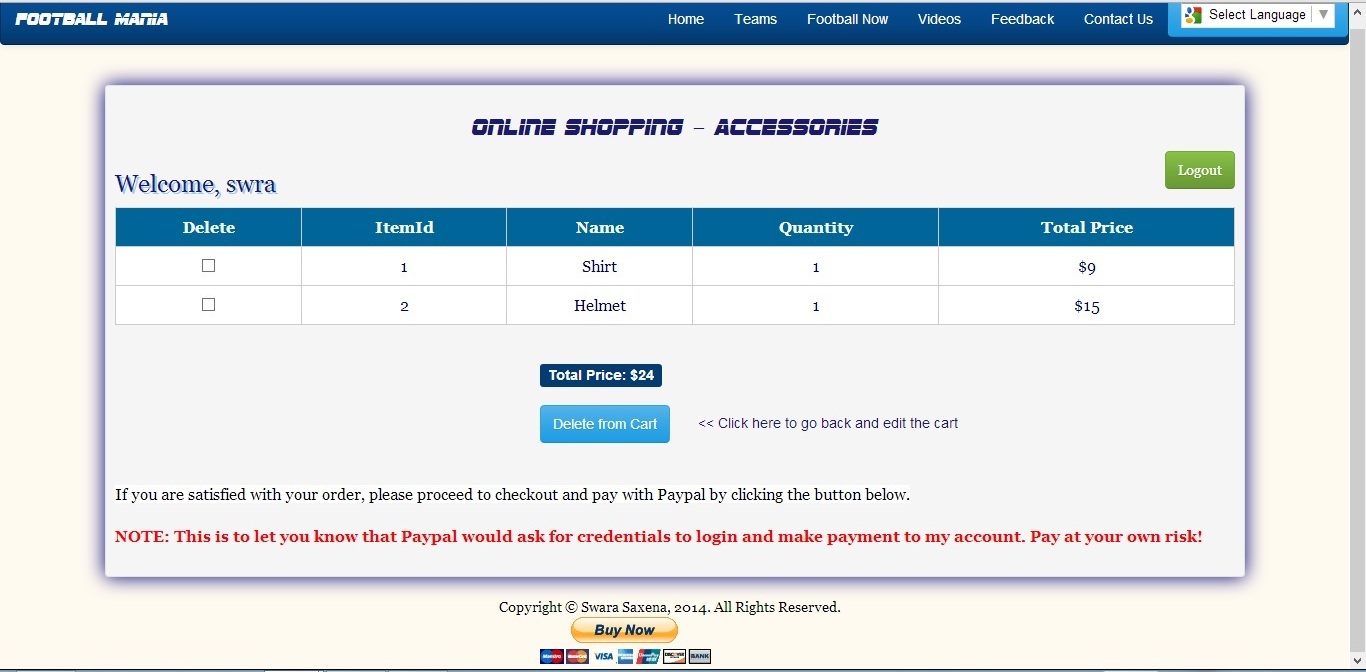 FOOTBALL MANIA
Home Teams Football Now Videos Feedback Contact Us Select Language ▼
ONLINE SHOPPING – ACCESSORIES
Logout
Welcome, swra
Delete ItemId Name Quantity Total Price
1 Shirt 1 $9
2 Helmet 1 $15
Total Price: $24
Delete from Cart << Click here to go back and edit the cart
If you are satisfied with your order, please proceed to checkout and pay with Paypal by clicking the button below.
NOTE: This is to let you know that Paypal would ask for credentials to login and make payment to my account. Pay at your own risk!
Copyright © Swara Saxena, 2014. All Rights Reserved.
Buy Now
VISA BANK